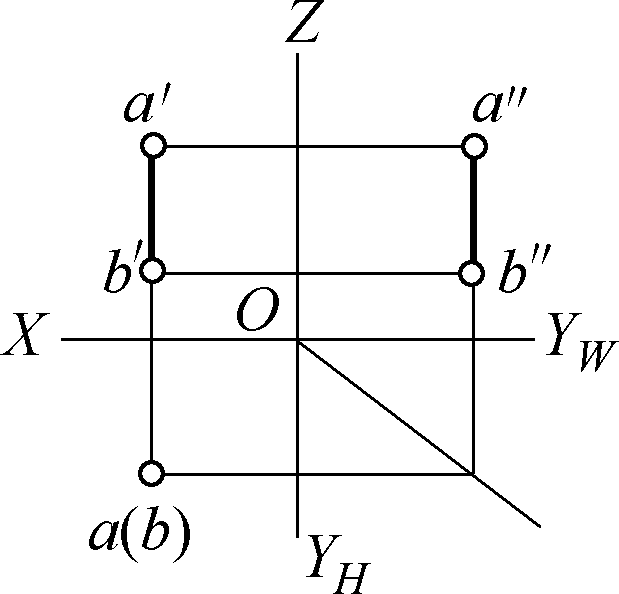 Z
a′ a″
b′ b″
O
X Y_W
a(b)
Y_H